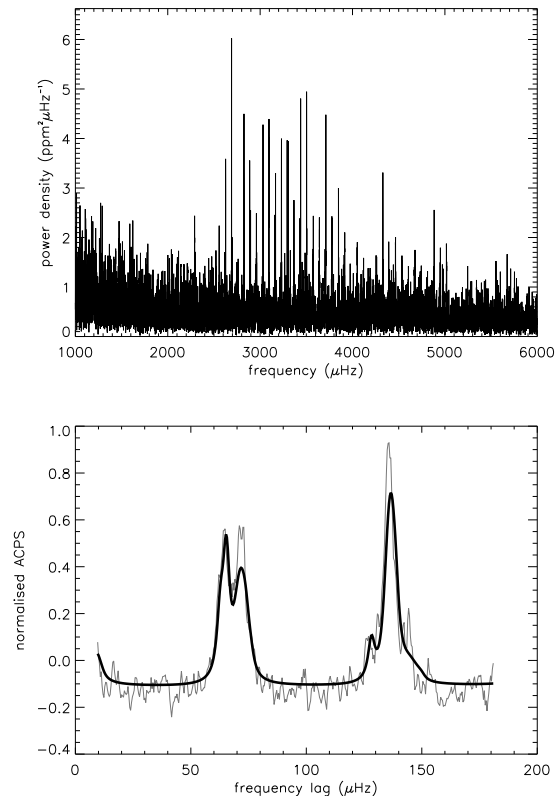 6
5
4
3
2
1
0
power density (ppm²μHz⁻¹)
1000 2000 3000 4000 5000 6000
frequency (μHz)
1.0
0.8
0.6
0.4
0.2
0.0
−0.2
−0.4
normalised ACPS
0 50 100 150 200
frequency lag (μHz)